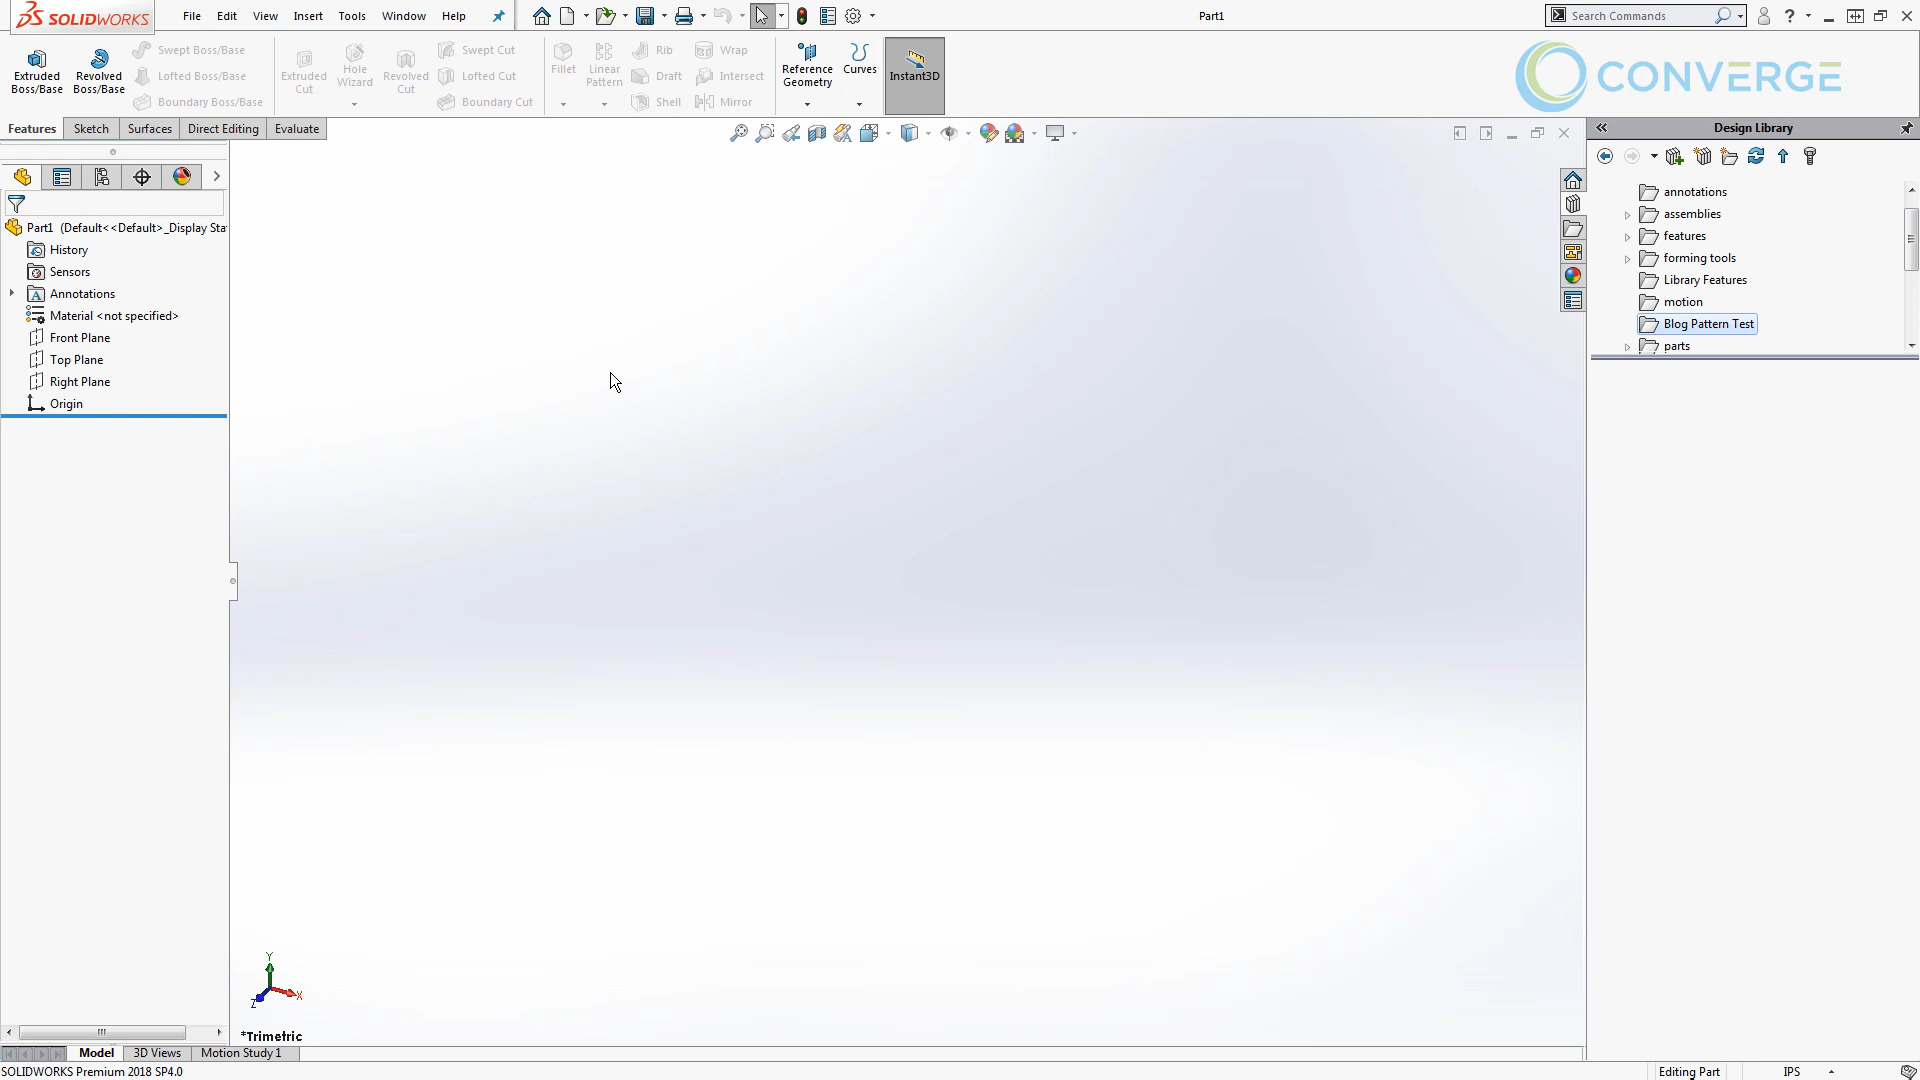 SOLIDWORKS File Edit View Insert Tools Window Help Part1 Search Commands
CONVERGE
Extruded Boss/Base
Revolved Boss/Base
Swept Boss/Base
Lofted Boss/Base
Boundary Boss/Base
Extruded Cut
Hole Wizard
Revolved Cut
Swept Cut
Lofted Cut
Boundary Cut
Fillet
Linear Pattern
Rib
Draft
Shell
Wrap
Intersect
Mirror
Reference Geometry
Curves
Instant3D
Features Sketch Surfaces Direct Editing Evaluate
Part1 (Default<<Default>_Display Sta
History
Sensors
Annotations
Material <not specified>
Front Plane
Top Plane
Right Plane
Origin
Design Library
annotations
assemblies
features
forming tools
Library Features
motion
Blog Pattern Test
parts
Y
X
Z
*Trimetric
Model 3D Views Motion Study 1
SOLIDWORKS Premium 2018 SP4.0 Editing Part IPS